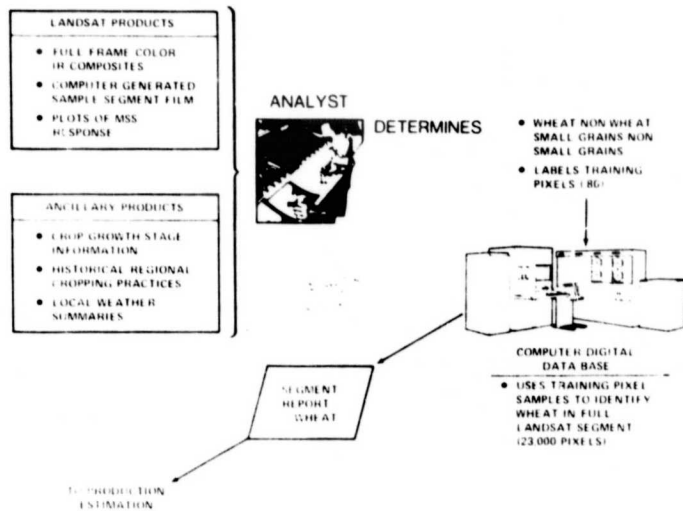 LANDSAT PRODUCTS
● FULL FRAME COLOR
IR COMPOSITES
● COMPUTER GENERATED
SAMPLE SEGMENT FILM
● PLOTS OF MSS
RESPONSE
ANCILLARY PRODUCTS
● CROP GROWTH STAGE
INFORMATION
● HISTORICAL REGIONAL
CROPPING PRACTICES
● LOCAL WEATHER
SUMMARIES
ANALYST
DETERMINES
● WHEAT NON WHEAT
SMALL GRAINS NON
SMALL GRAINS
● LABELS TRAINING
PIXELS
COMPUTER DIGITAL
DATA BASE
● USES TRAINING PIXEL
SAMPLES TO IDENTIFY
WHEAT IN FULL
LANDSAT SEGMENT
(23,000 PIXELS)
SEGMENT
REPORT
WHEAT
TO PRODUCTION
ESTIMATION